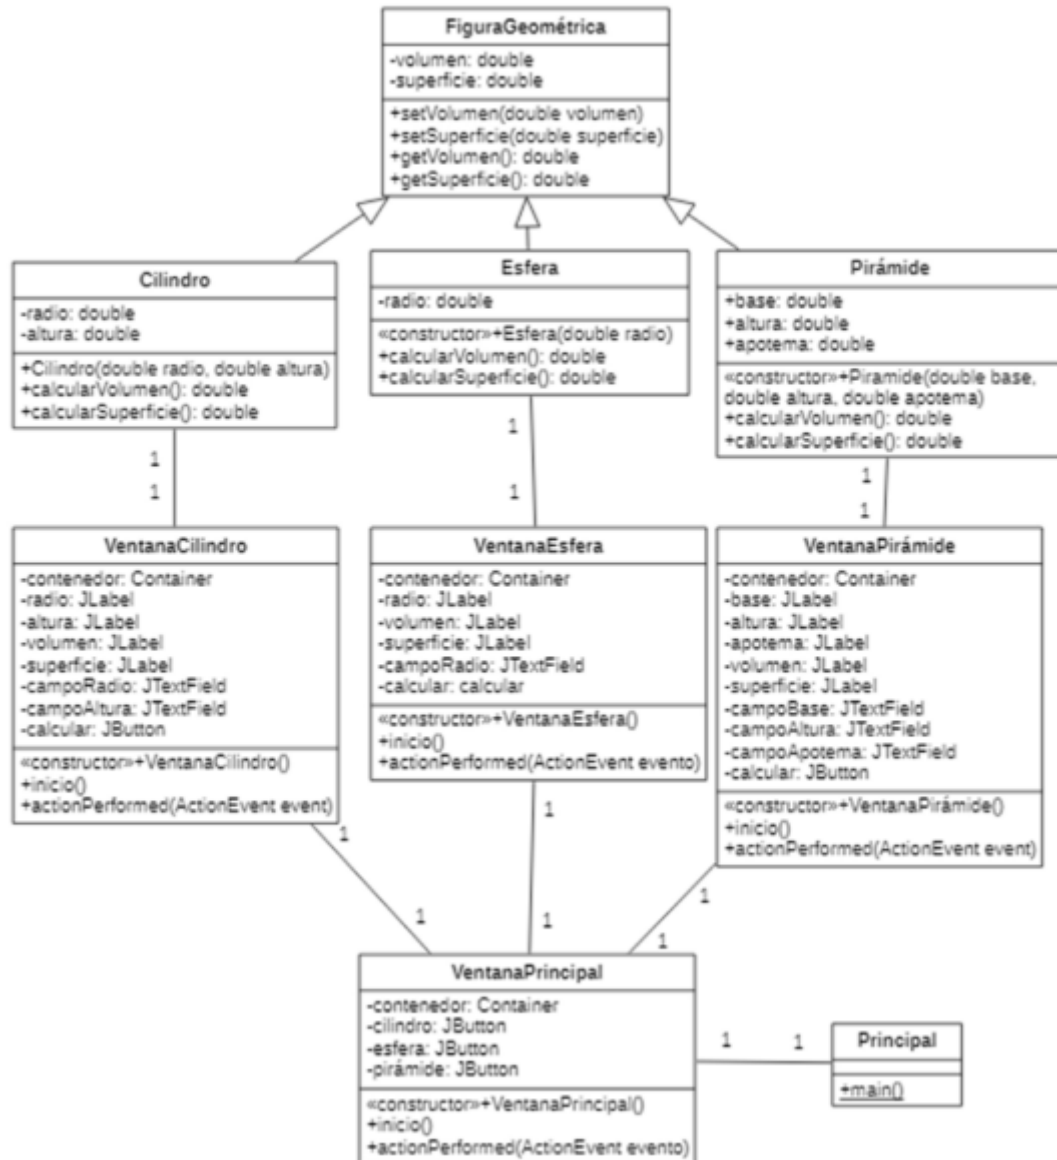 FiguraGeométrica
-volumen: double
-superficie: double
+setVolumen(double volumen)
+setSuperficie(double superficie)
+getVolumen(): double
+getSuperficie(): double
Cilindro
-radio: double
-altura: double
+Cilindro(double radio, double altura)
+calcularVolumen(): double
+calcularSuperficie(): double
Esfera
-radio: double
«constructor»+Esfera(double radio)
+calcularVolumen(): double
+calcularSuperficie(): double
Pirámide
+base: double
+altura: double
+apotema: double
«constructor»+Piramide(double base,
double altura, double apotema)
+calcularVolumen(): double
+calcularSuperficie(): double
1
1
1
1
1
1
VentanaCilindro
-contenedor: Container
-radio: JLabel
-altura: JLabel
-volumen: JLabel
-superficie: JLabel
-campoRadio: JTextField
-campoAltura: JTextField
-calcular: JButton
«constructor»+VentanaCilindro()
+inicio()
+actionPerformed(ActionEvent event)
VentanaEsfera
-contenedor: Container
-radio: JLabel
-volumen: JLabel
-superficie: JLabel
-campoRadio: JTextField
-calcular: calcular
«constructor»+VentanaEsfera()
+inicio()
+actionPerformed(ActionEvent evento)
VentanaPirámide
-contenedor: Container
-base: JLabel
-altura: JLabel
-apotema: JLabel
-volumen: JLabel
-superficie: JLabel
-campoBase: JTextField
-campoAltura: JTextField
-campoApotema: JTextField
-calcular: JButton
«constructor»+VentanaPirámide()
+inicio()
+actionPerformed(ActionEvent event)
1
1
1
1
1
1
VentanaPrincipal
-contenedor: Container
-cilindro: JButton
-esfera: JButton
-pirámide: JButton
«constructor»+VentanaPrincipal()
+inicio()
+actionPerformed(ActionEvent evento)
1
1
Principal
+main()